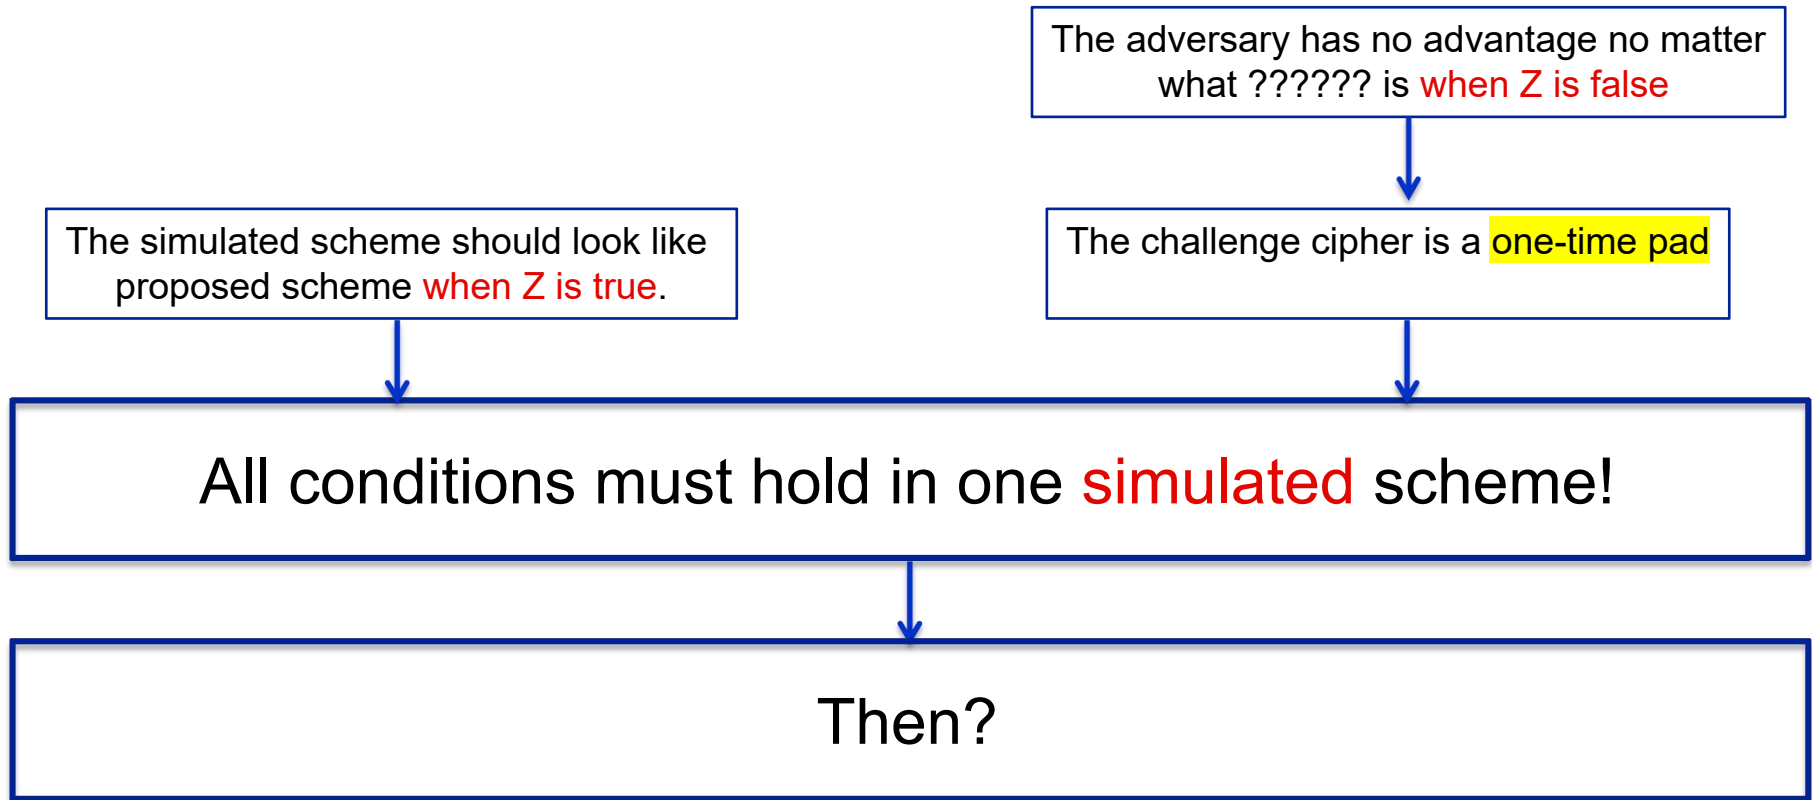 The adversary has no advantage no matter
what ?????? is when Z is false
The simulated scheme should look like
proposed scheme when Z is true.
The challenge cipher is a one-time pad
All conditions must hold in one simulated scheme!
Then?